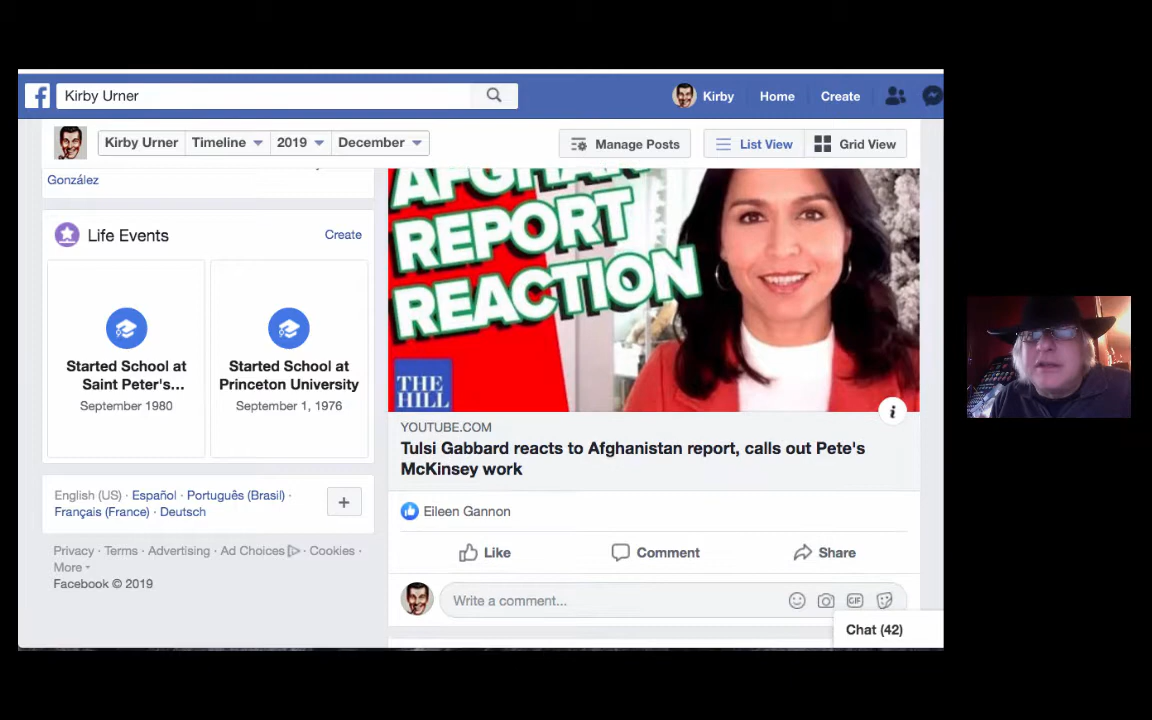 Kirby Urner
Kirby
Home
Create
Kirby Urner
Timeline
2019
December
Manage Posts
List View
Grid View
González
Life Events
Create
Started School at
Saint Peter's...
September 1980
Started School at
Princeton University
September 1, 1976
English (US) · Español · Português (Brasil) ·
Français (France) · Deutsch
Privacy · Terms · Advertising · Ad Choices · Cookies ·
More
Facebook © 2019
AFGHAN
REPORT
REACTION
THE
HILL
YOUTUBE.COM
Tulsi Gabbard reacts to Afghanistan report, calls out Pete's
McKinsey work
Eileen Gannon
Like
Comment
Share
Write a comment...
GIF
Chat (42)